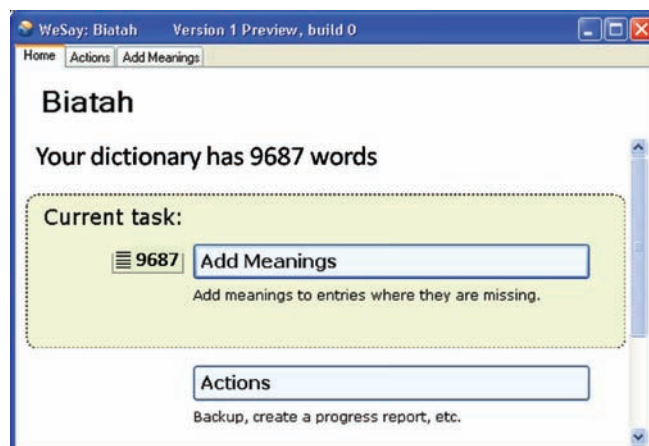 WeSay: Biatah Version 1 Preview, build 0
Home Actions Add Meanings
Biatah
Your dictionary has 9687 words
Current task:
9687 Add Meanings
Add meanings to entries where they are missing.
Actions
Backup, create a progress report, etc.